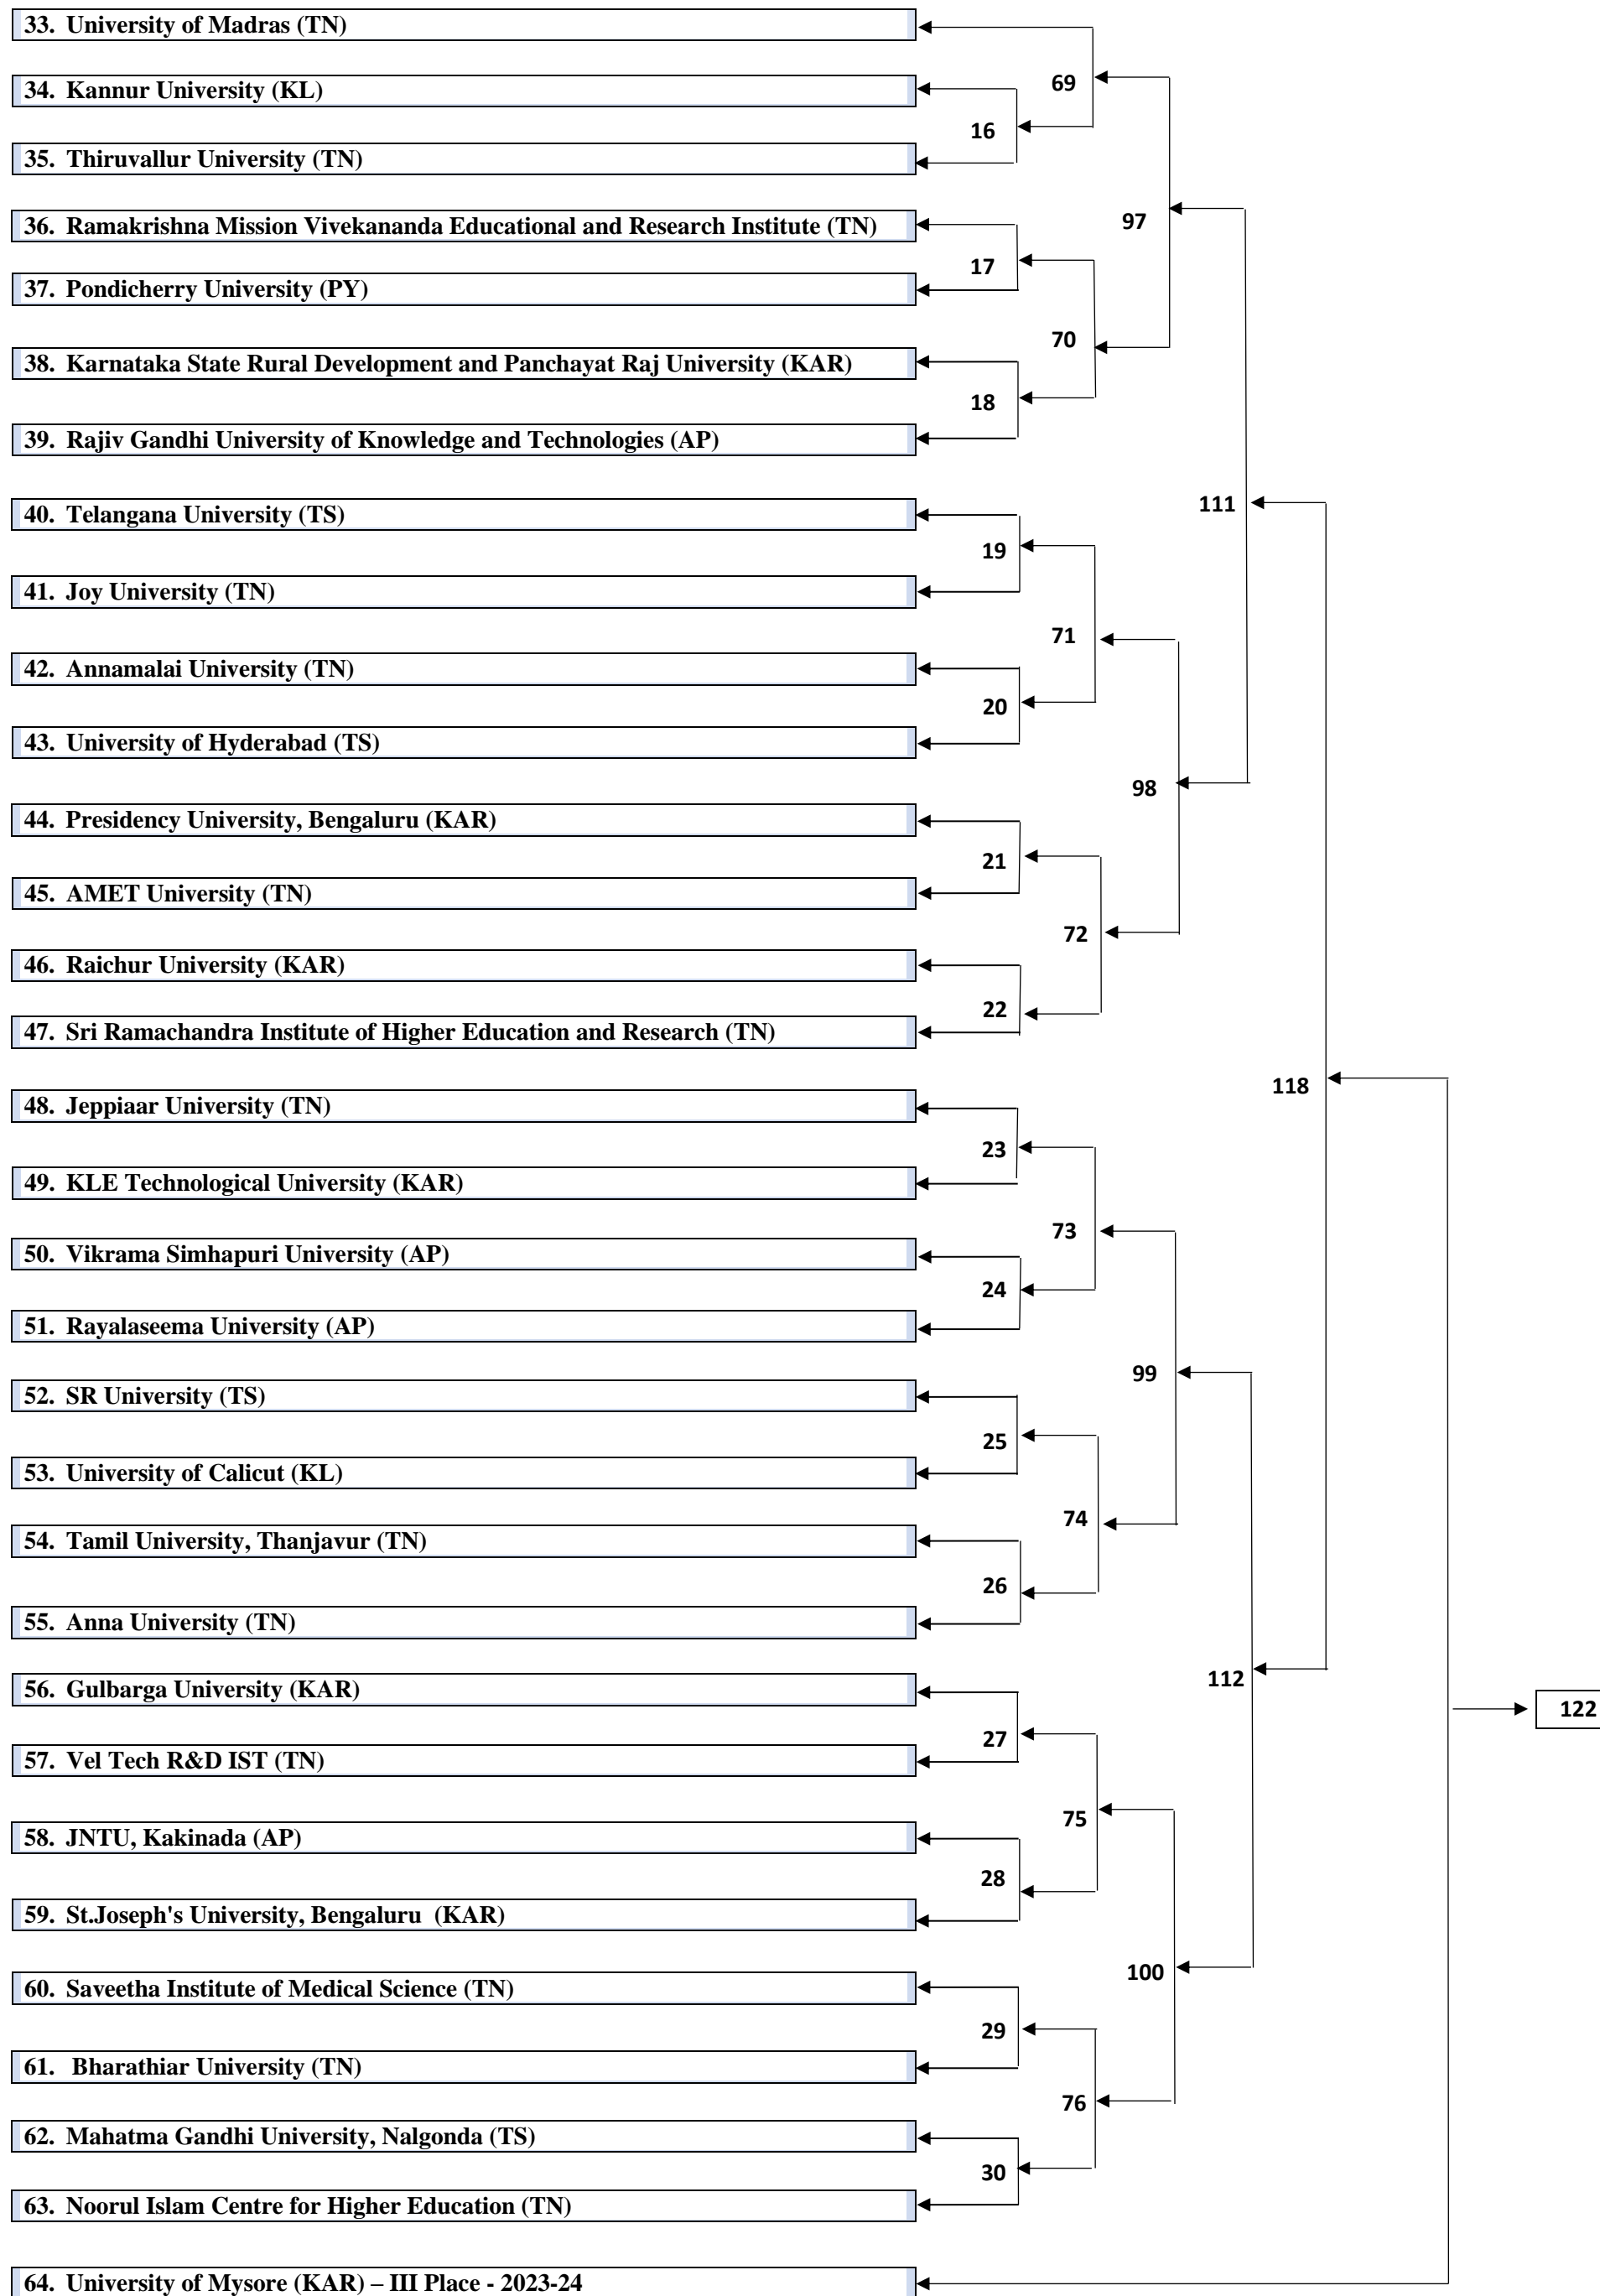 33. University of Madras (TN)
69
34. Kannur University (KL)
16
35. Thiruvallur University (TN)
97
36. Ramakrishna Mission Vivekananda Educational and Research Institute (TN)
17
37. Pondicherry University (PY)
70
38. Karnataka State Rural Development and Panchayat Raj University (KAR)
18
39. Rajiv Gandhi University of Knowledge and Technologies (AP)
111
40. Telangana University (TS)
19
41. Joy University (TN)
71
42. Annamalai University (TN)
20
43. University of Hyderabad (TS)
98
44. Presidency University, Bengaluru (KAR)
21
45. AMET University (TN)
72
46. Raichur University (KAR)
22
47. Sri Ramachandra Institute of Higher Education and Research (TN)
118
48. Jeppiaar University (TN)
23
49. KLE Technological University (KAR)
73
50. Vikrama Simhapuri University (AP)
24
51. Rayalaseema University (AP)
99
52. SR University (TS)
25
53. University of Calicut (KL)
74
54. Tamil University, Thanjavur (TN)
26
55. Anna University (TN)
112
56. Gulbarga University (KAR)
122
27
57. Vel Tech R&D IST (TN)
75
58. JNTU, Kakinada (AP)
28
59. St.Joseph's University, Bengaluru (KAR)
100
60. Saveetha Institute of Medical Science (TN)
29
61. Bharathiar University (TN)
76
62. Mahatma Gandhi University, Nalgonda (TS)
30
63. Noorul Islam Centre for Higher Education (TN)
64. University of Mysore (KAR) – III Place - 2023-24